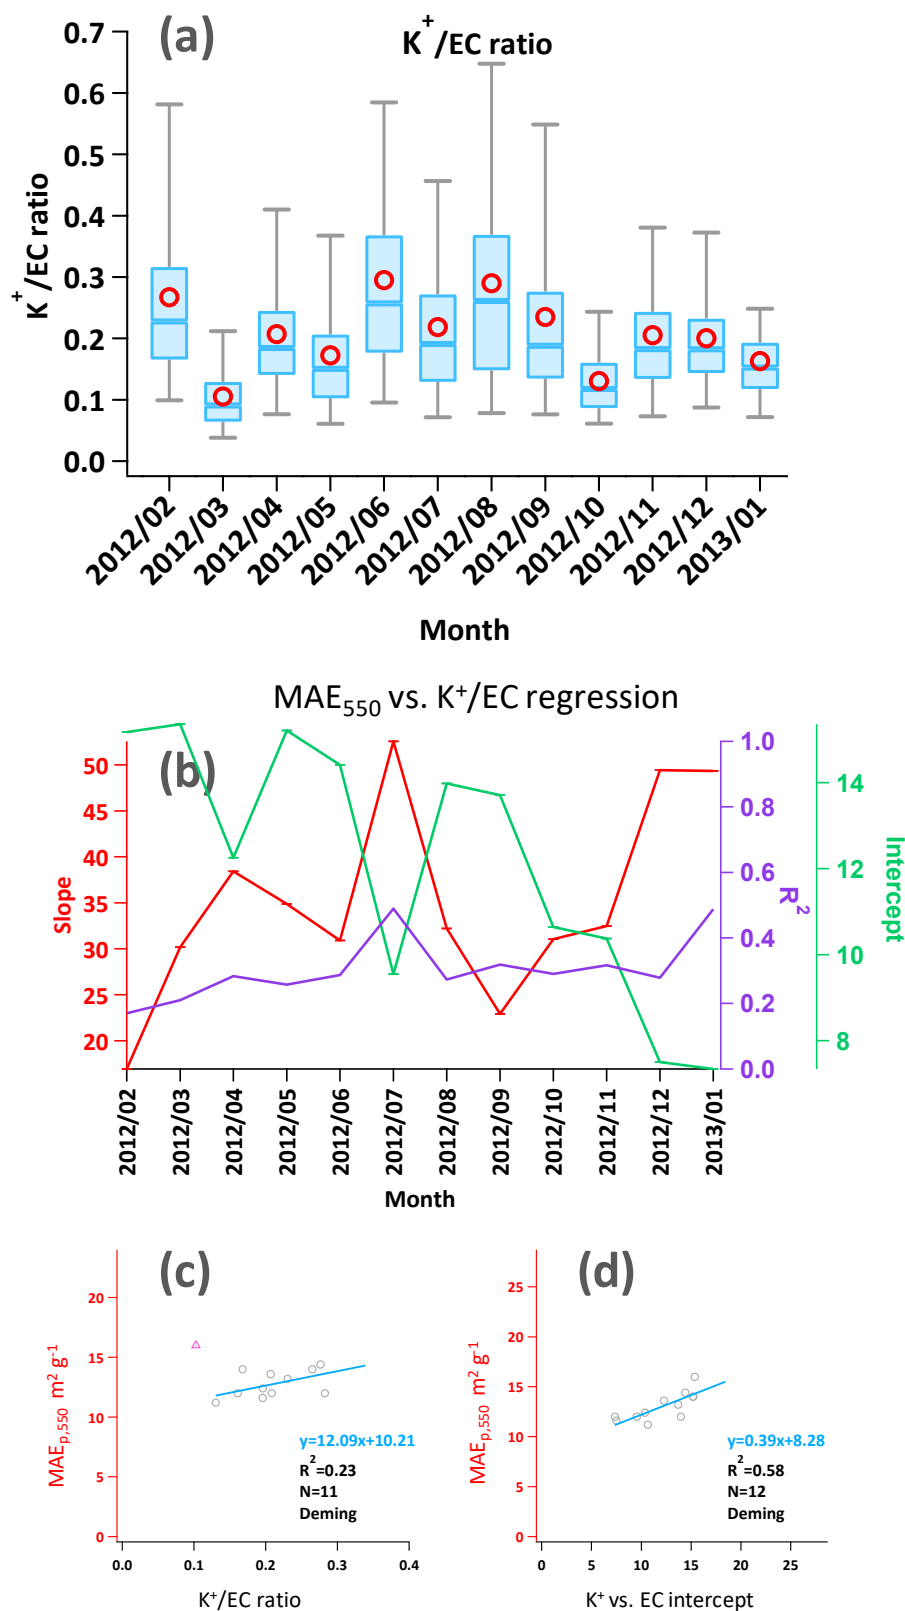 (a)
K⁺/EC ratio
0.7
0.6
0.5
0.4
0.3
0.2
0.1
0.0
K⁺/EC ratio
2012/02
2012/03
2012/04
2012/05
2012/06
2012/07
2012/08
2012/09
2012/10
2012/11
2012/12
2013/01
Month
MAE₅₅₀ vs. K⁺/EC regression
(b)
50
45
40
35
30
25
20
Slope
1.0
0.8
0.6
0.4
0.2
0.0
R²
14
12
10
8
Intercept
2012/02
2012/03
2012/04
2012/05
2012/06
2012/07
2012/08
2012/09
2012/10
2012/11
2012/12
2013/01
Month
(c)
20
15
10
5
0
MAEp,550 m² g⁻¹
y=12.09x+10.21
R²=0.23
N=11
Deming
0.0 0.1 0.2 0.3 0.4
K⁺/EC ratio
(d)
25
20
15
10
5
0
MAEp,550 m² g⁻¹
y=0.39x+8.28
R²=0.58
N=12
Deming
0 5 10 15 20 25
K⁺ vs. EC intercept